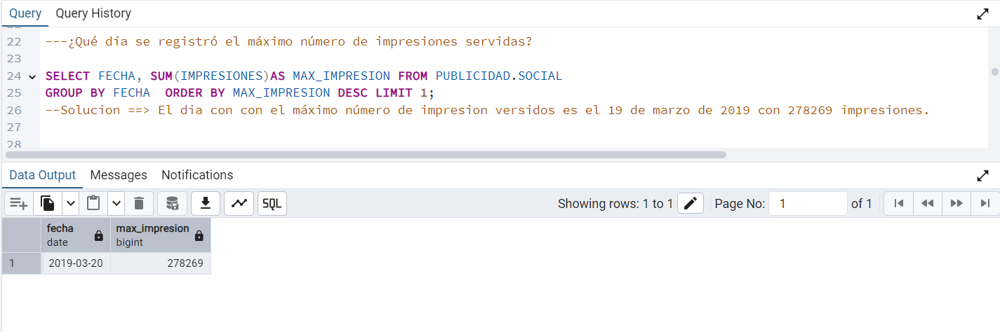 Query Query History
22 ---¿Qué día se registró el máximo número de impresiones servidas?
23
24 SELECT FECHA, SUM(IMPRESIONES)AS MAX_IMPRESION FROM PUBLICIDAD.SOCIAL
25 GROUP BY FECHA  ORDER BY MAX_IMPRESION DESC LIMIT 1;
26 --Solucion ==> El dia con con el máximo número de impresion versidos es el 19 de marzo de 2019 con 278269 impresiones.
27
28
Data Output Messages Notifications
SQL Showing rows: 1 to 1 Page No: 1 of 1
fecha max_impresion
date bigint
1 2019-03-20 278269